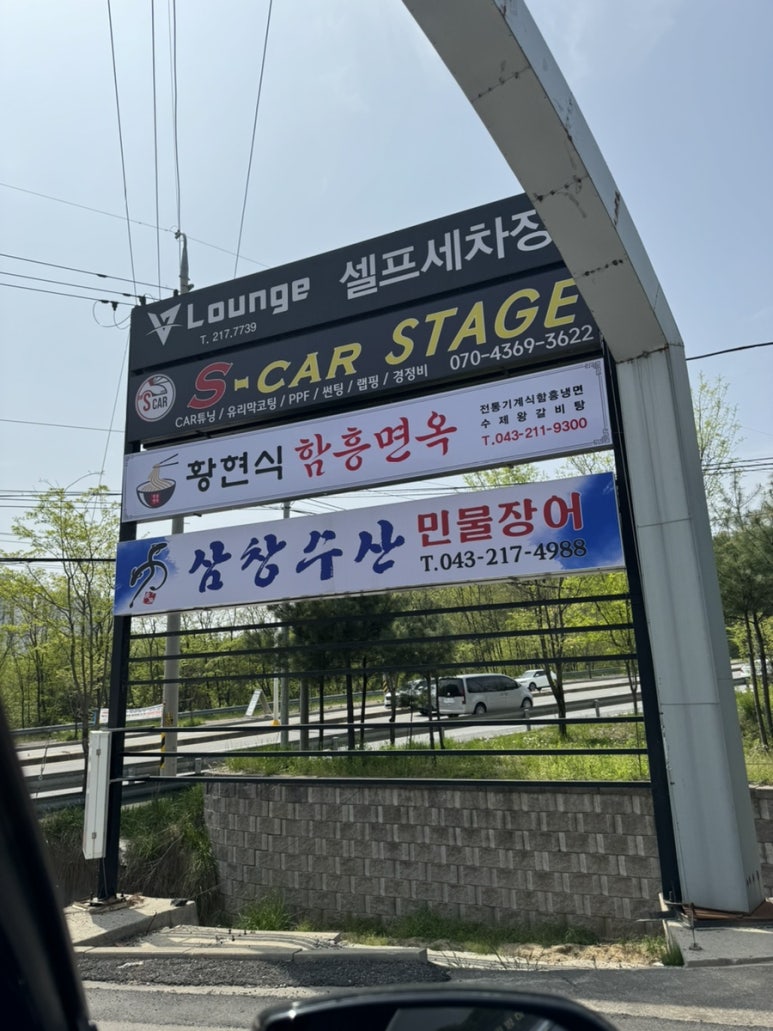 Lounge 셀프세차장
T. 217.7739
S-CAR STAGE
070-4369-3622
S CAR
CAR튜닝 / 유리막코팅 / PPF / 썬팅 / 랩핑 / 경정비
황현식 함흥면옥
전통기계식함흥냉면
수제왕갈비탕
T.043-211-9300
삼창수산 민물장어
T.043-217-4988